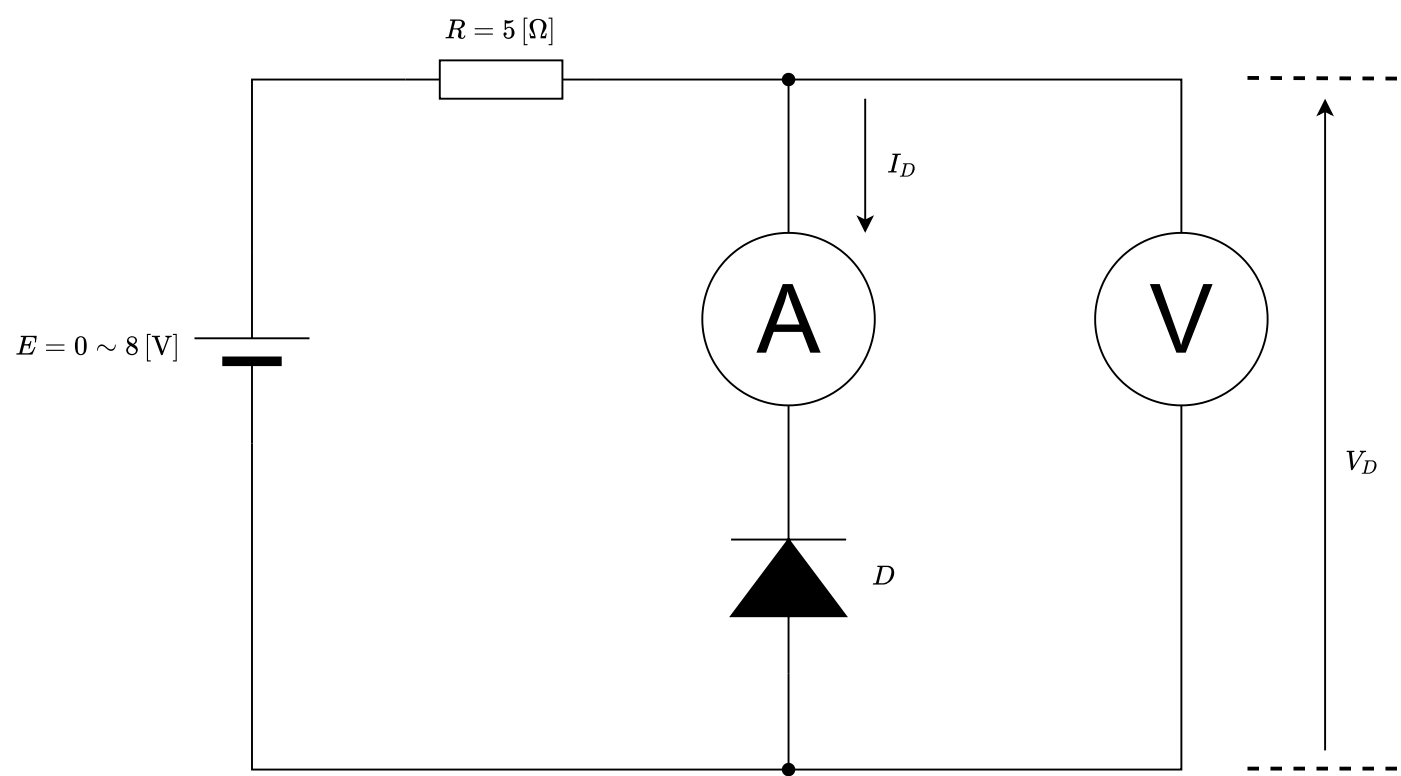 R = 5 [Ω]
I_D
A
V
E = 0 ∼ 8 [V]
V_D
D